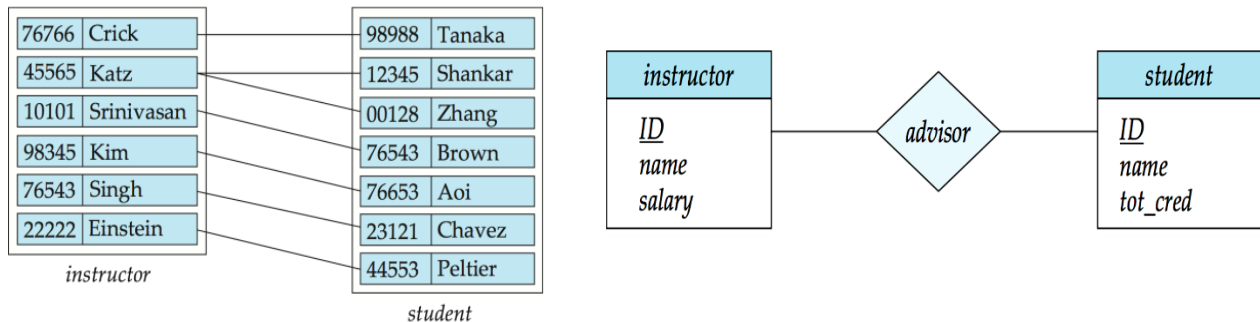 76766 Crick
45565 Katz
10101 Srinivasan
98345 Kim
76543 Singh
22222 Einstein
instructor
98988 Tanaka
12345 Shankar
00128 Zhang
76543 Brown
76653 Aoi
23121 Chavez
44553 Peltier
student
instructor
ID
name
salary
advisor
student
ID
name
tot_cred